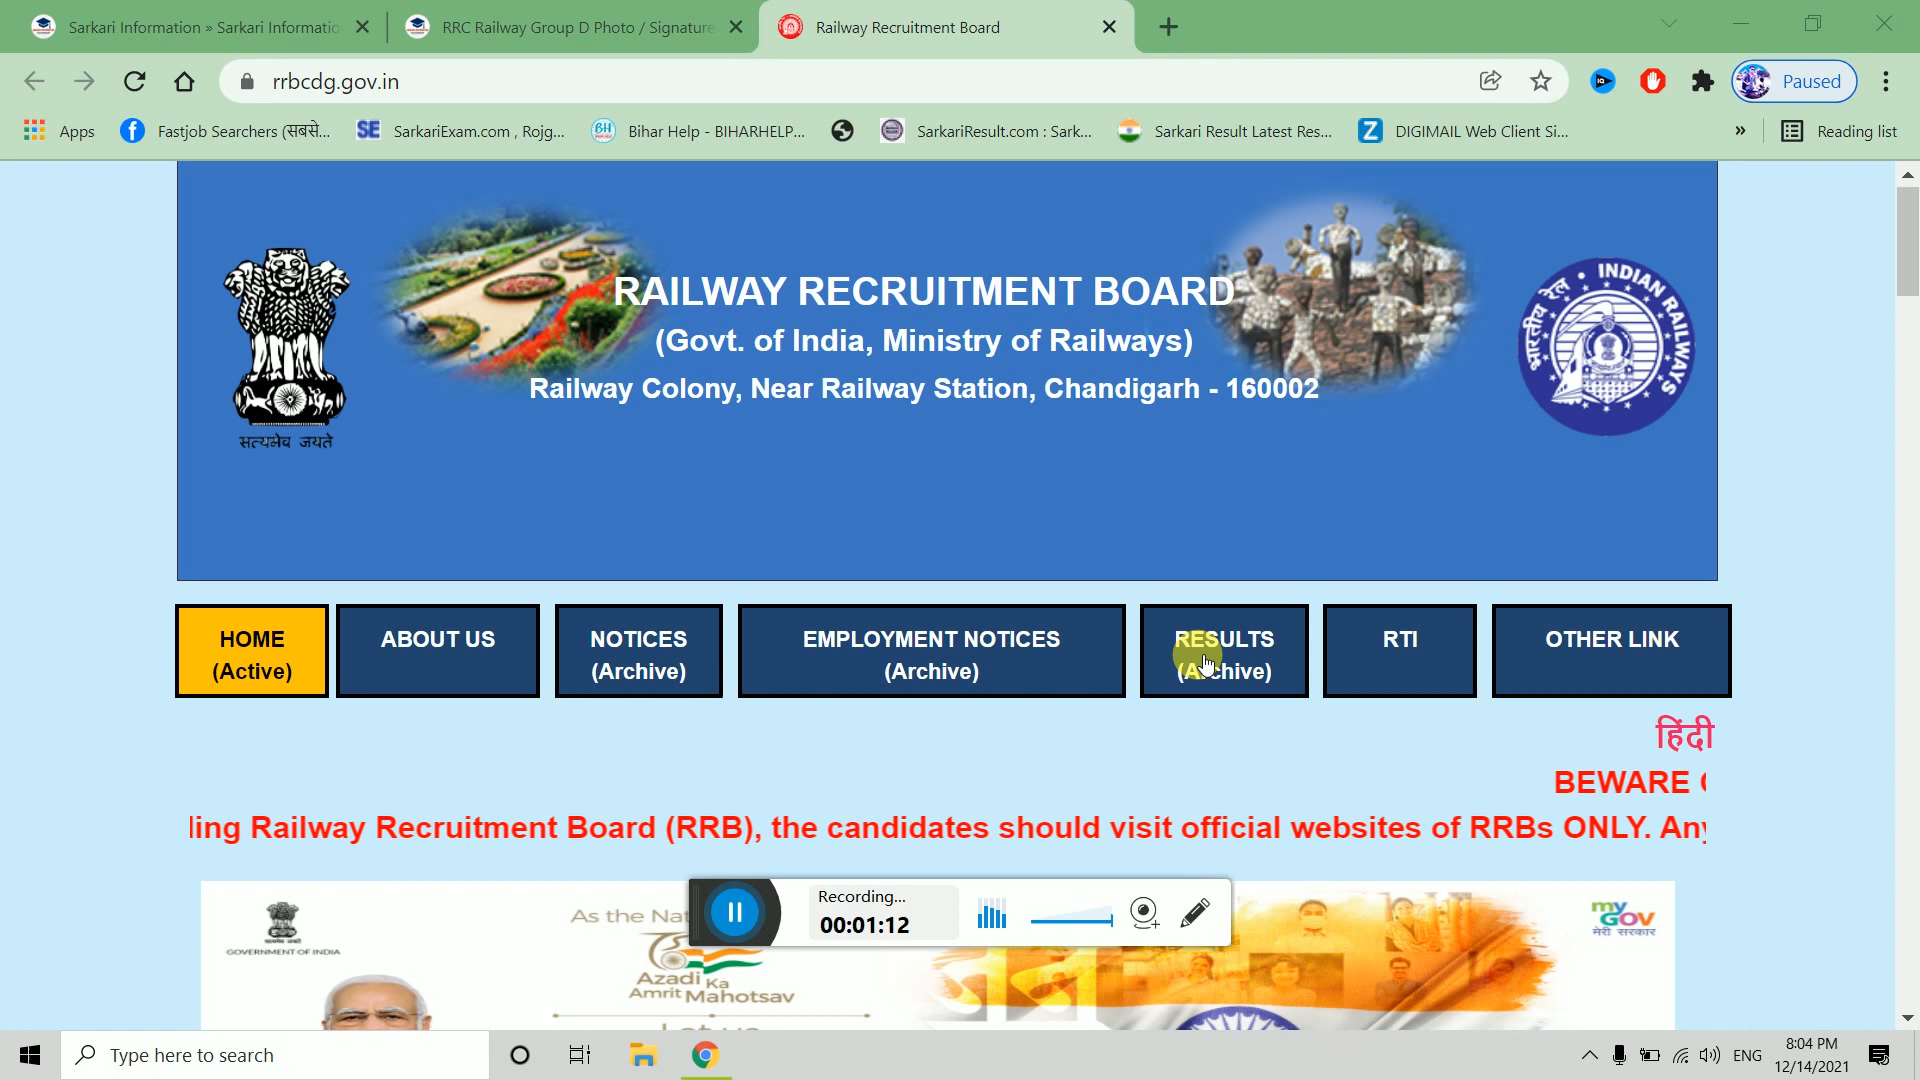 Sarkari Information » Sarkari Informatio
RRC Railway Group D Photo / Signature
Railway Recruitment Board
rrbcdg.gov.in
Paused
Apps
Fastjob Searchers (सबसे...
SE
SarkariExam.com , Rojg...
BH
Bihar Help - BIHARHELP...
SarkariResult.com : Sark...
Sarkari Result Latest Res...
Z
DIGIMAIL Web Client Si...
»
Reading list
RAILWAY RECRUITMENT BOARD
(Govt. of India, Ministry of Railways)
Railway Colony, Near Railway Station, Chandigarh - 160002
सत्यमेव जयते
भारतीय रेल
INDIAN RAILWAYS
HOME
(Active)
ABOUT US
NOTICES
(Archive)
EMPLOYMENT NOTICES
(Archive)
RESULTS
(Archive)
RTI
OTHER LINK
हिंदी
BEWARE
ling Railway Recruitment Board (RRB), the candidates should visit official websites of RRBs ONLY. Any
Recording...
00:01:12
GOVERNMENT OF INDIA
As the Nat
Azadi Ka
Amrit Mahotsav
my
GOV
मेरी सरकार
Type here to search
ENG
8:04 PM
12/14/2021